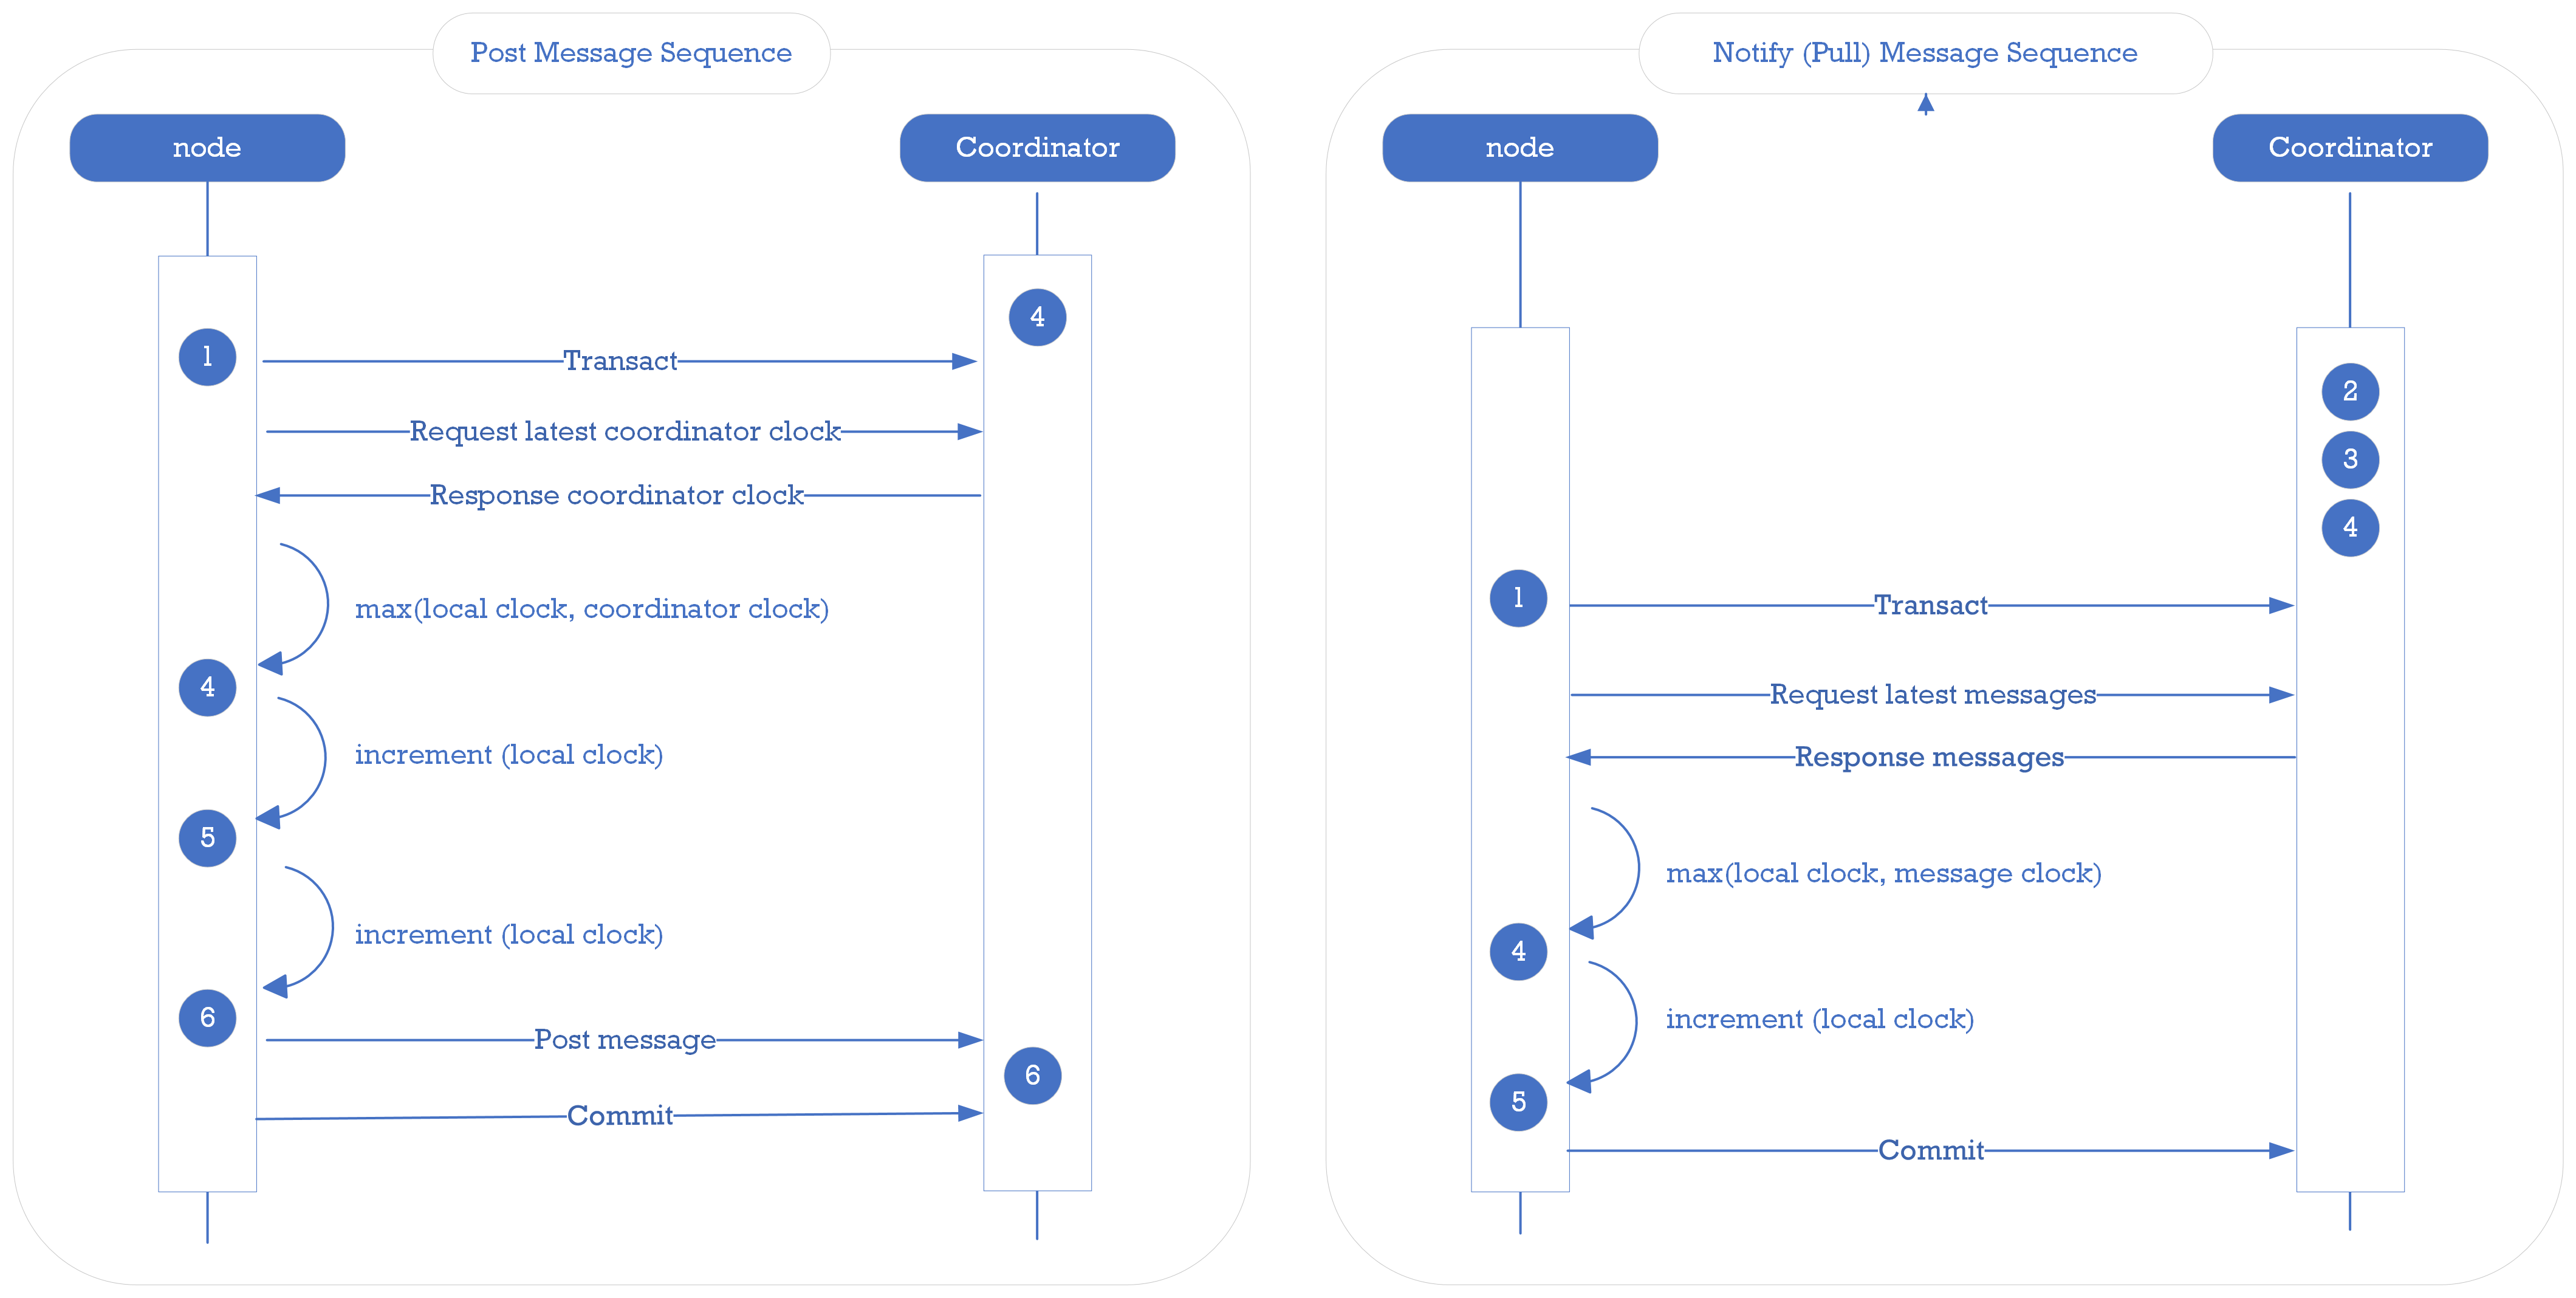 Post Message Sequence
node
Coordinator
4
1
Transact
Request latest coordinator clock
Response coordinator clock
max(local clock, coordinator clock)
4
increment (local clock)
5
increment (local clock)
6
Post message
6
Commit
Notify (Pull) Message Sequence
node
Coordinator
2
3
4
1
Transact
Request latest messages
Response messages
max(local clock, message clock)
4
increment (local clock)
5
Commit